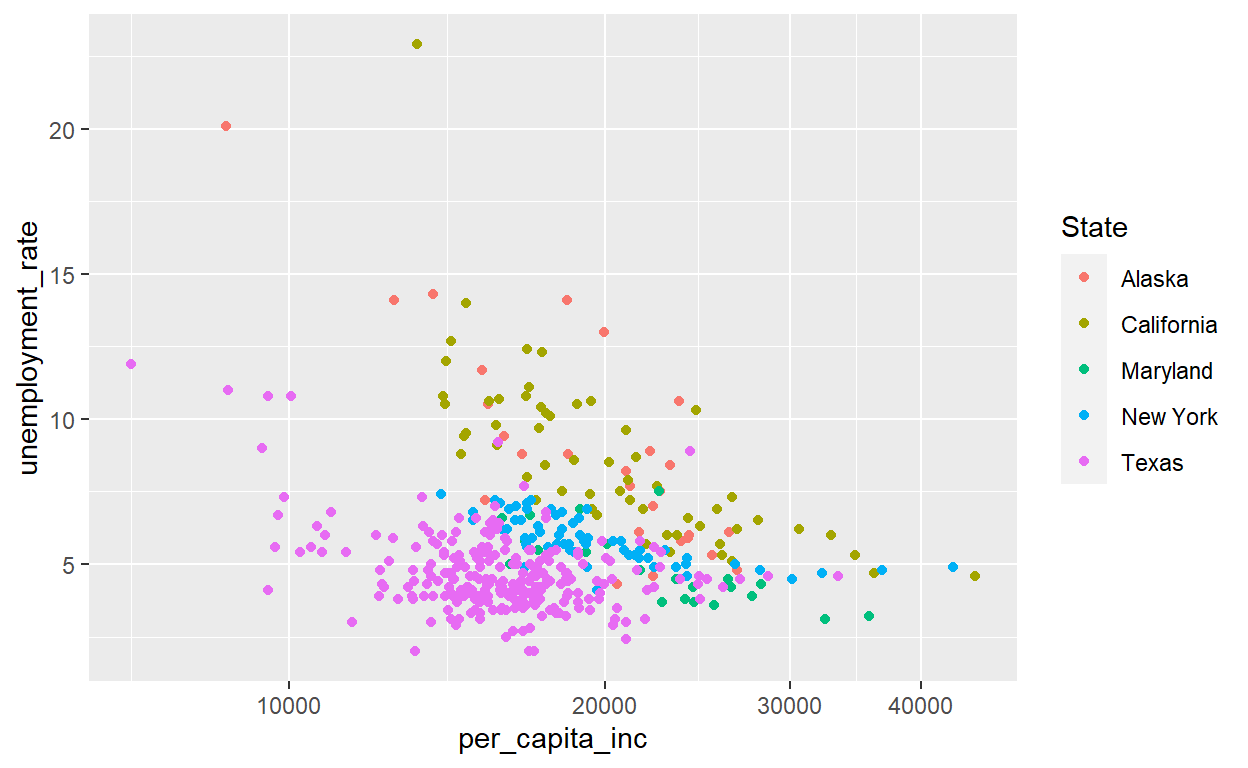 unemployment_rate
20
15
10
5
10000
20000
30000
40000
per_capita_inc
State
Alaska
California
Maryland
New York
Texas